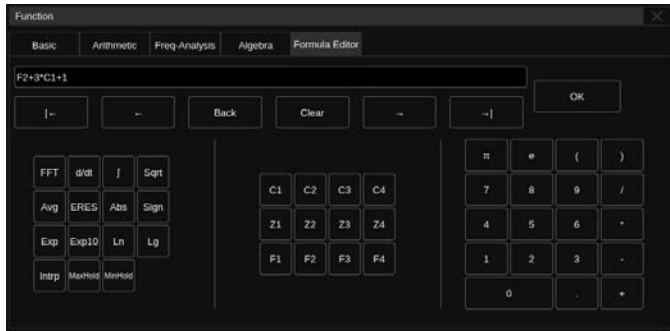 Function
Basic Arithmetic Freq-Analysis Algebra Formula Editor
F2+3*C1+1
OK
|← ← Back Clear → →|
π e ( )
FFT d/dt ∫ Sqrt
C1 C2 C3 C4
7 8 9 /
Avg ERES Abs Sign
Z1 Z2 Z3 Z4
4 5 6 *
Exp Exp10 Ln Lg
F1 F2 F3 F4
1 2 3 -
Intrp MaxHold MinHold
0 . +